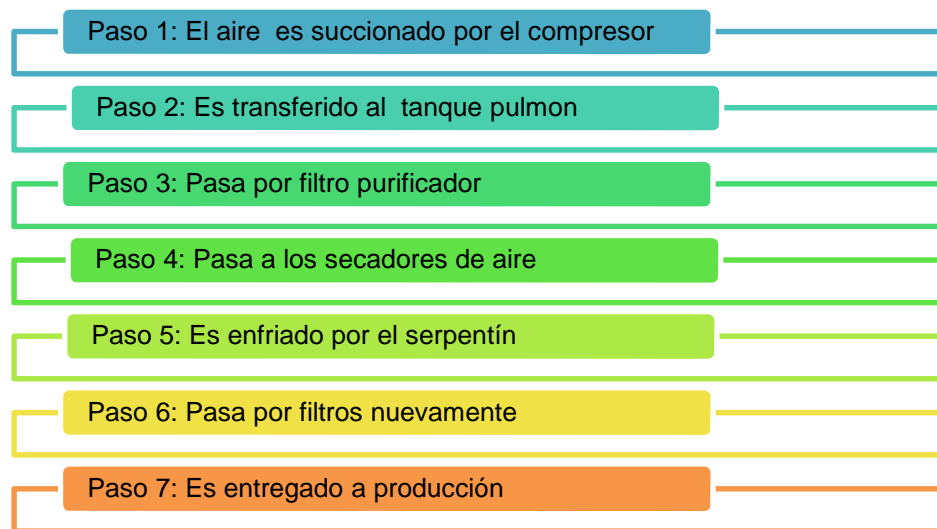 Paso 1: El aire  es succionado por el compresor
Paso 2: Es transferido al  tanque pulmon
Paso 3: Pasa por filtro purificador
Paso 4: Pasa a los secadores de aire
Paso 5: Es enfriado por el serpentín
Paso 6: Pasa por filtros nuevamente
Paso 7: Es entregado a producción